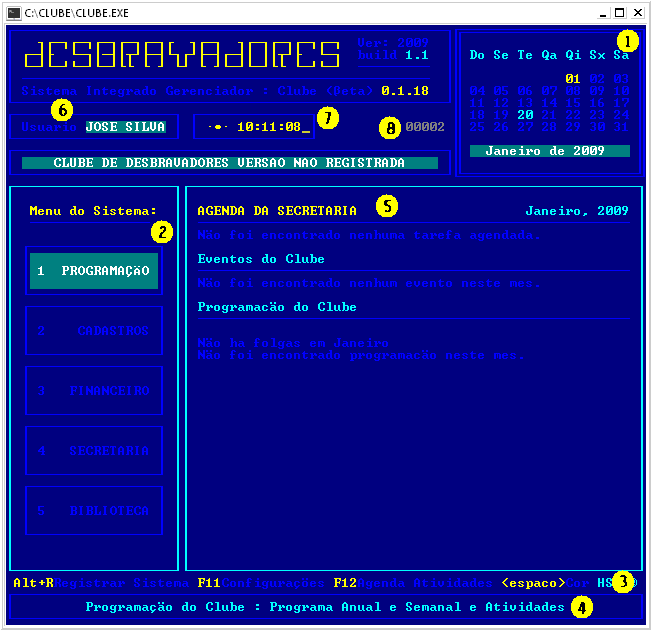 C:\CLUBE\CLUBE.EXE
DESBRAVADORES
Ver: 2009
build 1.1
Sistema Integrado Gerenciador : Clube (Béta) 0.1.18
6
Usuario JOSE SILVA
10:11:08_
7
8
00002
CLUBE DE DESBRAVADORES VERSAO NAO REGISTRADA
1
Do Se Te Qa Qi Sx Sa
01 02 03
04 05 06 07 08 09 10
11 12 13 14 15 16 17
18 19 20 21 22 23 24
25 26 27 28 29 30 31
Janeiro de 2009
Menu do Sistema:
2
1 PROGRAMAÇÃO
2 CADASTROS
3 FINANCEIRO
4 SECRETARIA
5 BIBLIOTECA
AGENDA DA SECRETARIA
5
Janeiro, 2009
Não foi encontrado nenhuma tarefa agendada.
Eventos do Clube
Não foi encontrado nenhum evento neste mes.
Programacão do Clube
Não ha folgas em Janeiro
Não foi encontrado programacão neste mes.
Alt+R Registrar Sistema F11 Configurações F12 Agenda Atividades <espaco> Cor HS
3
Programação do Clube : Programa Anual e Semanal e Atividades
4